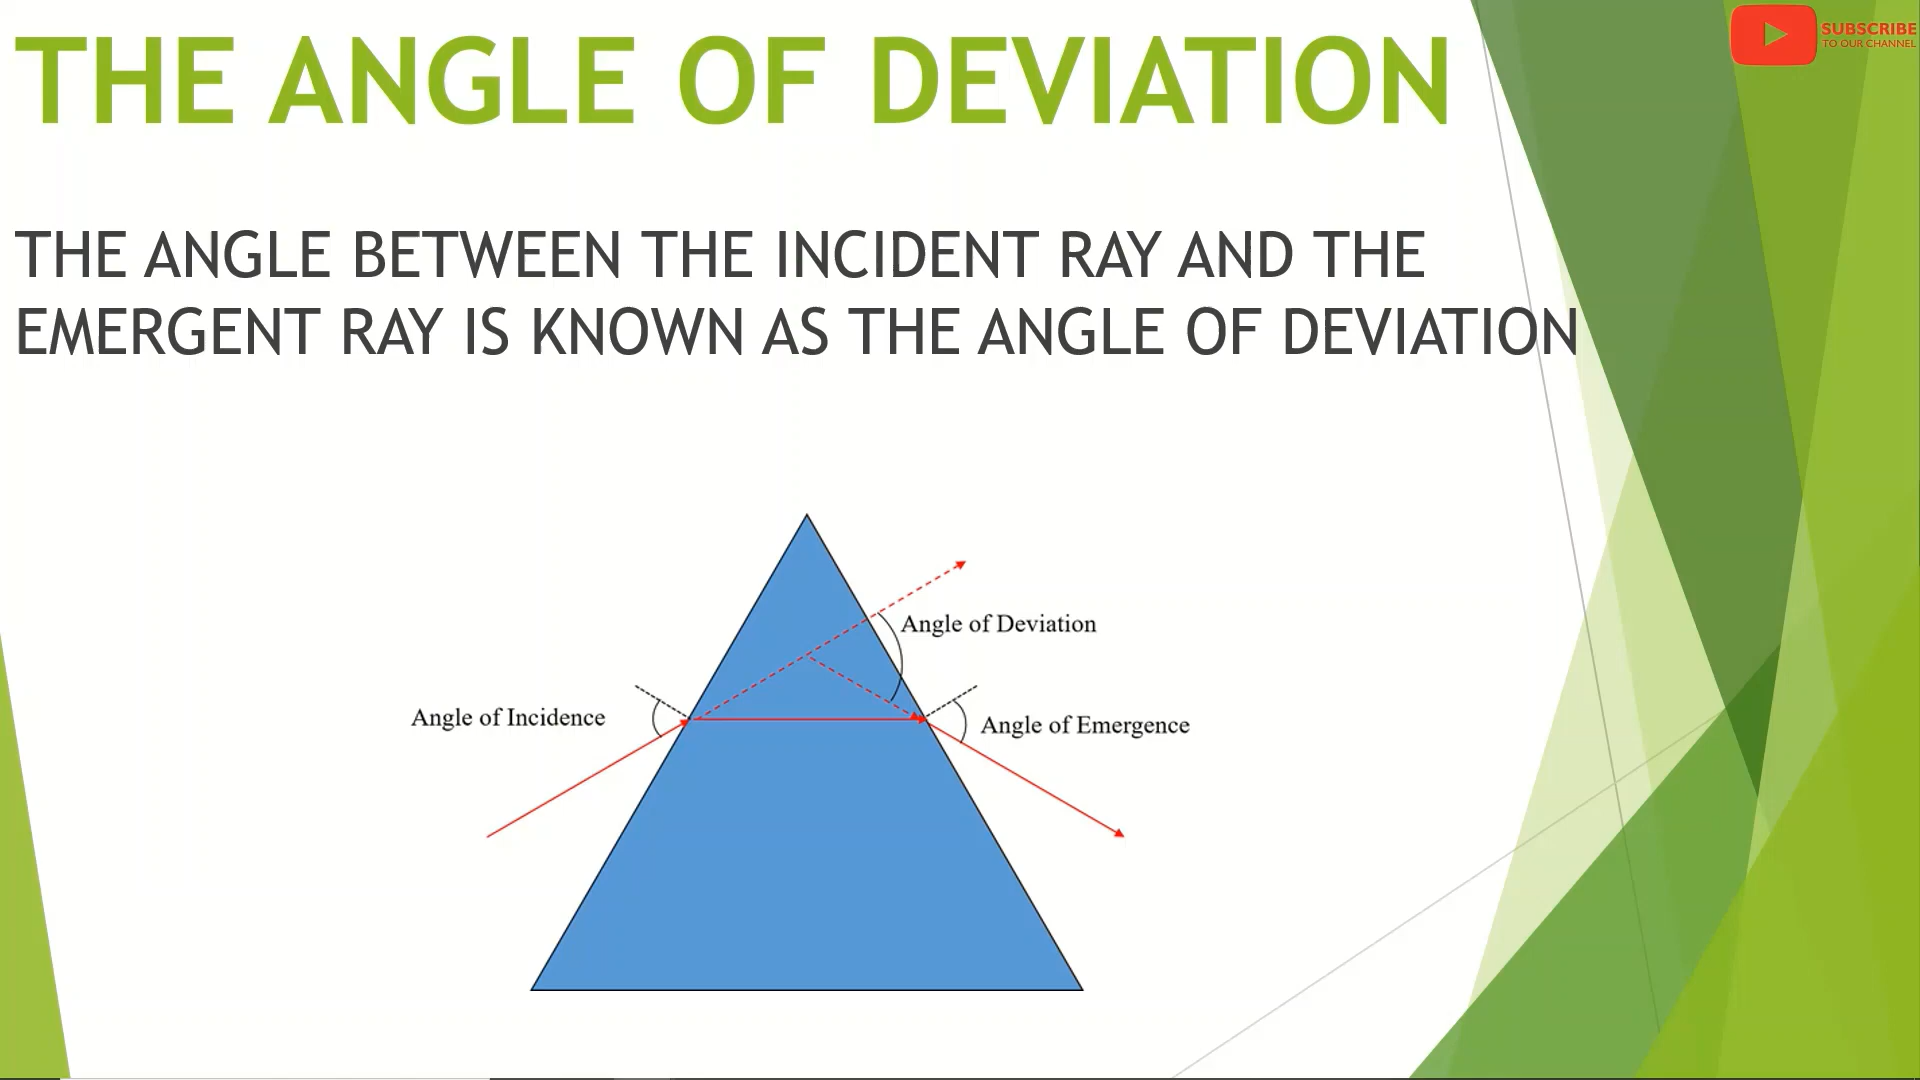 THE ANGLE OF DEVIATION
SUBSCRIBE
TO OUR CHANNEL
THE ANGLE BETWEEN THE INCIDENT RAY AND THE
EMERGENT RAY IS KNOWN AS THE ANGLE OF DEVIATION
Angle of Deviation
Angle of Incidence
Angle of Emergence